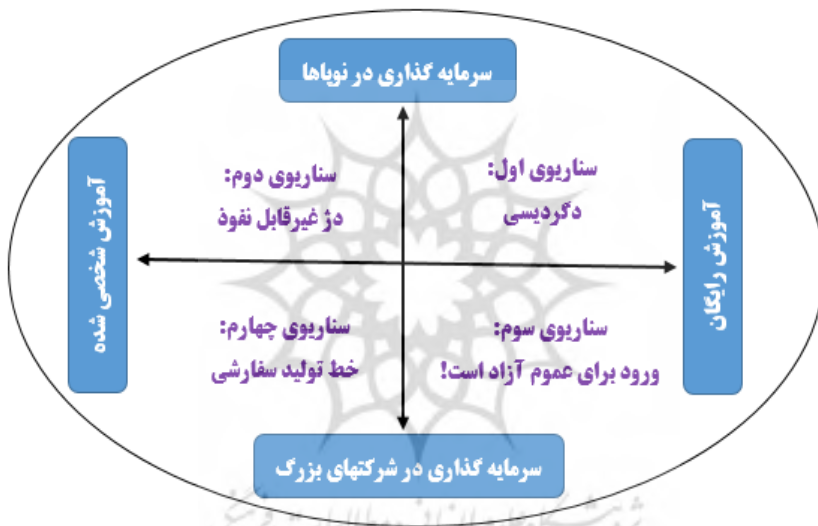 سرمایه گذاری در نوپاها
سناریوی اول:
دگردیسی
سناریوی دوم:
دژ غیرقابل نفوذ
آموزش رایگان
آموزش شخصی شده
سناریوی سوم:
ورود برای عموم آزاد است!
سناریوی چهارم:
خط تولید سفارشی
سرمایه گذاری در شرکتهای بزرگ